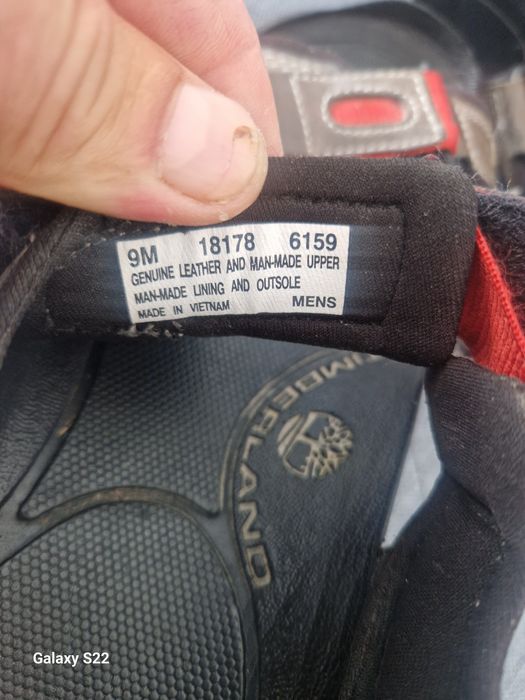 9M 18178 6159
GENUINE LEATHER AND MAN-MADE UPPER
MAN-MADE LINING AND OUTSOLE
MADE IN VIETNAM MENS
TIMBERLAND
Galaxy S22